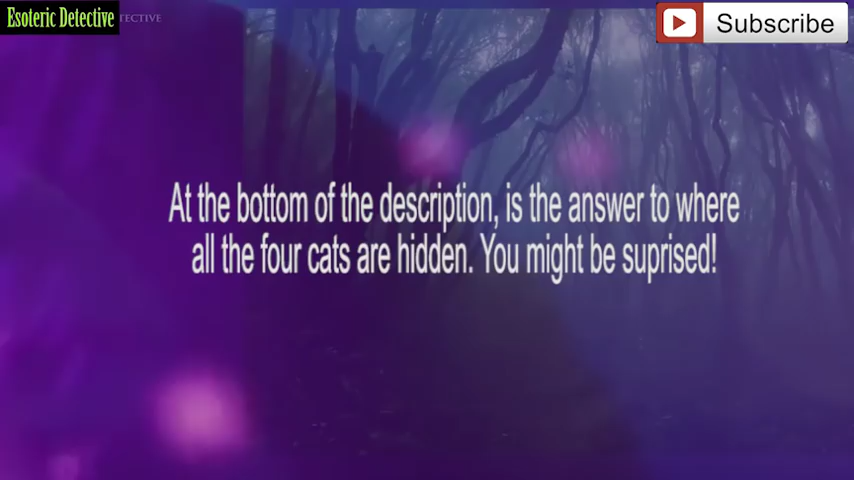 Esoteric Detective
TECTIVE
Subscribe
At the bottom of the description, is the answer to where
all the four cats are hidden. You might be suprised!